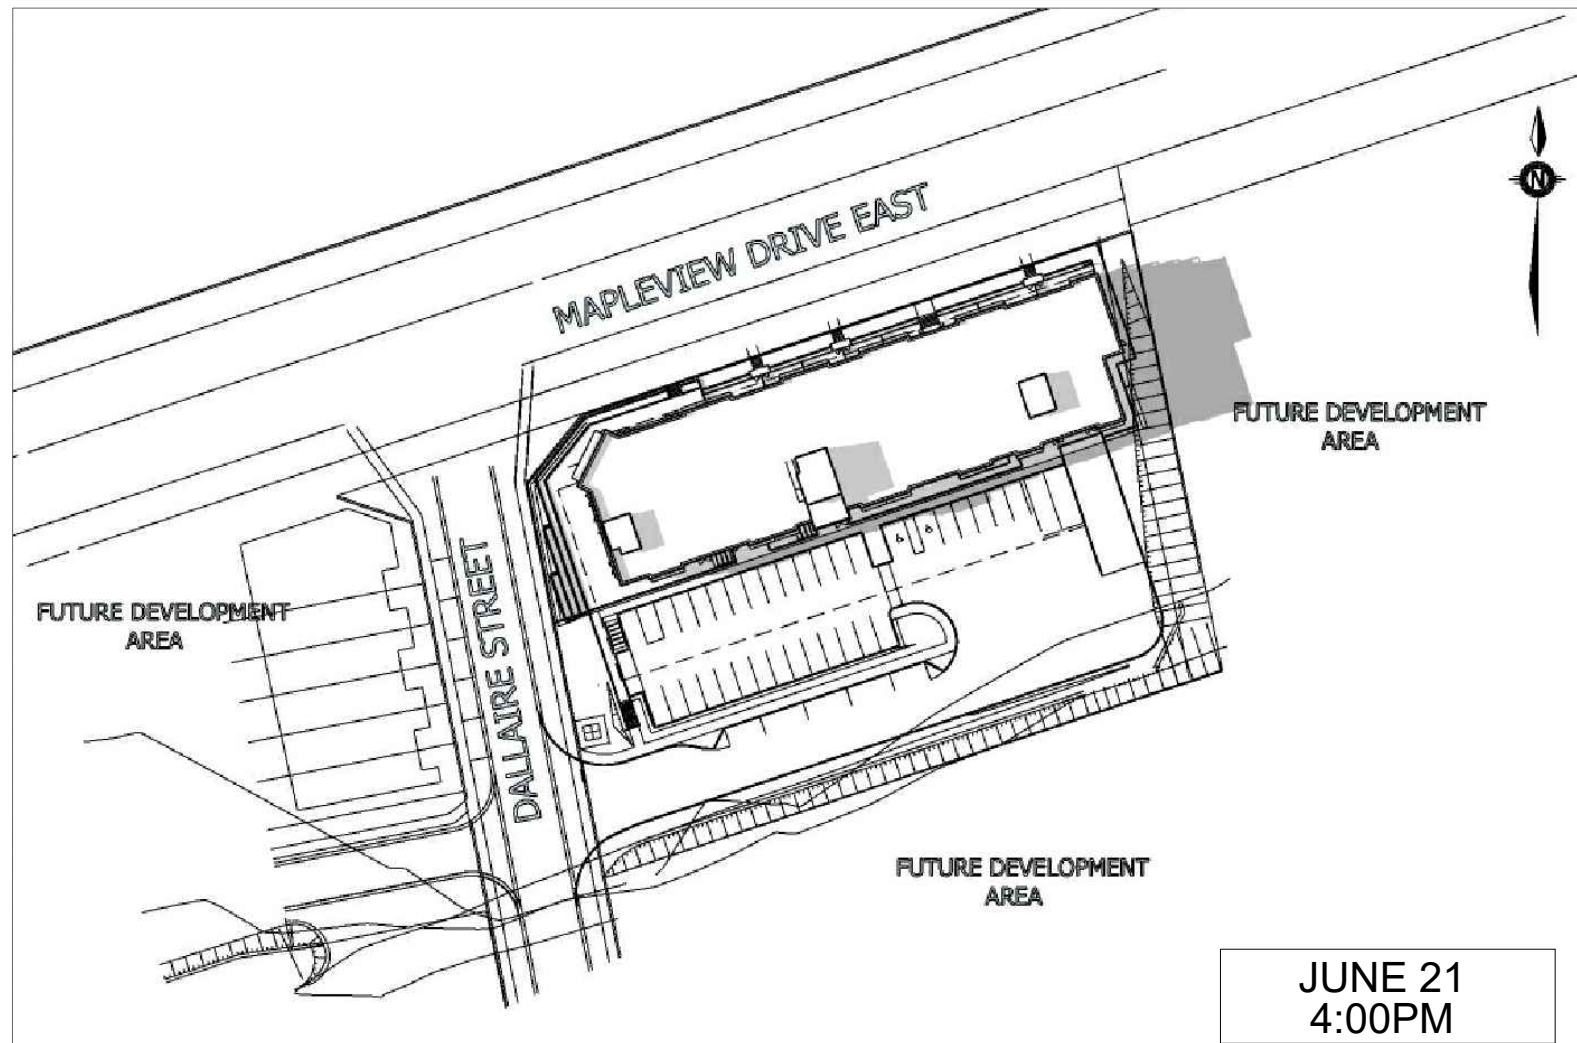 MAPLEVIEW DRIVE EAST
N
FUTURE DEVELOPMENT
AREA
FUTURE DEVELOPMENT
AREA
DALLAIRE STREET
FUTURE DEVELOPMENT
AREA
JUNE 21
4:00PM